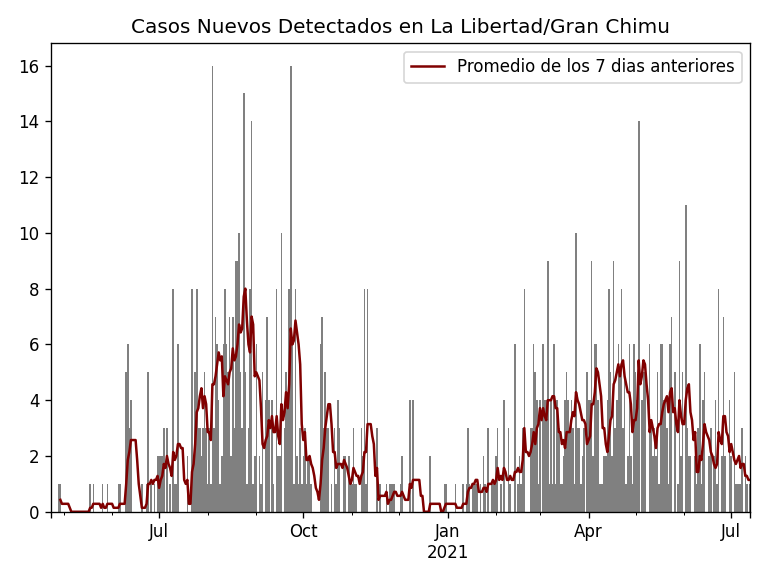 Casos Nuevos Detectados en La Libertad/Gran Chimu
Promedio de los 7 dias anteriores
16
14
12
10
8
6
4
2
0
Jul
Oct
Jan
2021
Apr
Jul